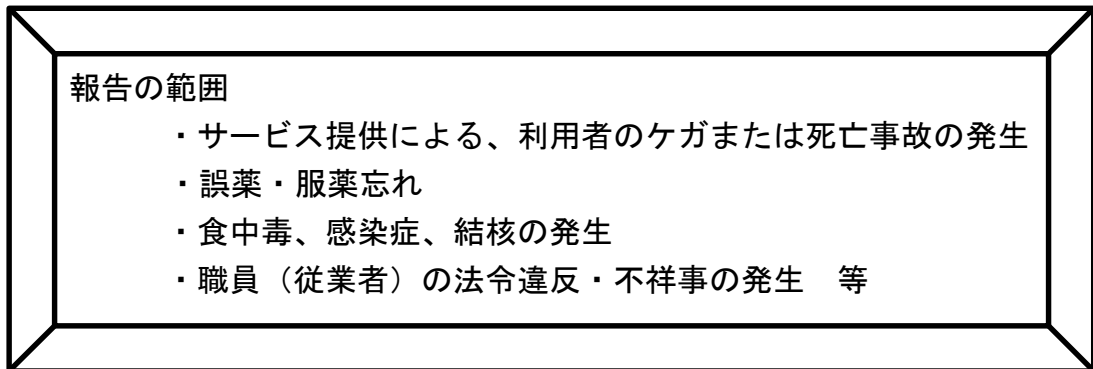 報告の範囲
・サービス提供による、利用者のケガまたは死亡事故の発生
・誤薬・服薬忘れ
・食中毒、感染症、結核の発生
・職員（従業者）の法令違反・不祥事の発生　等